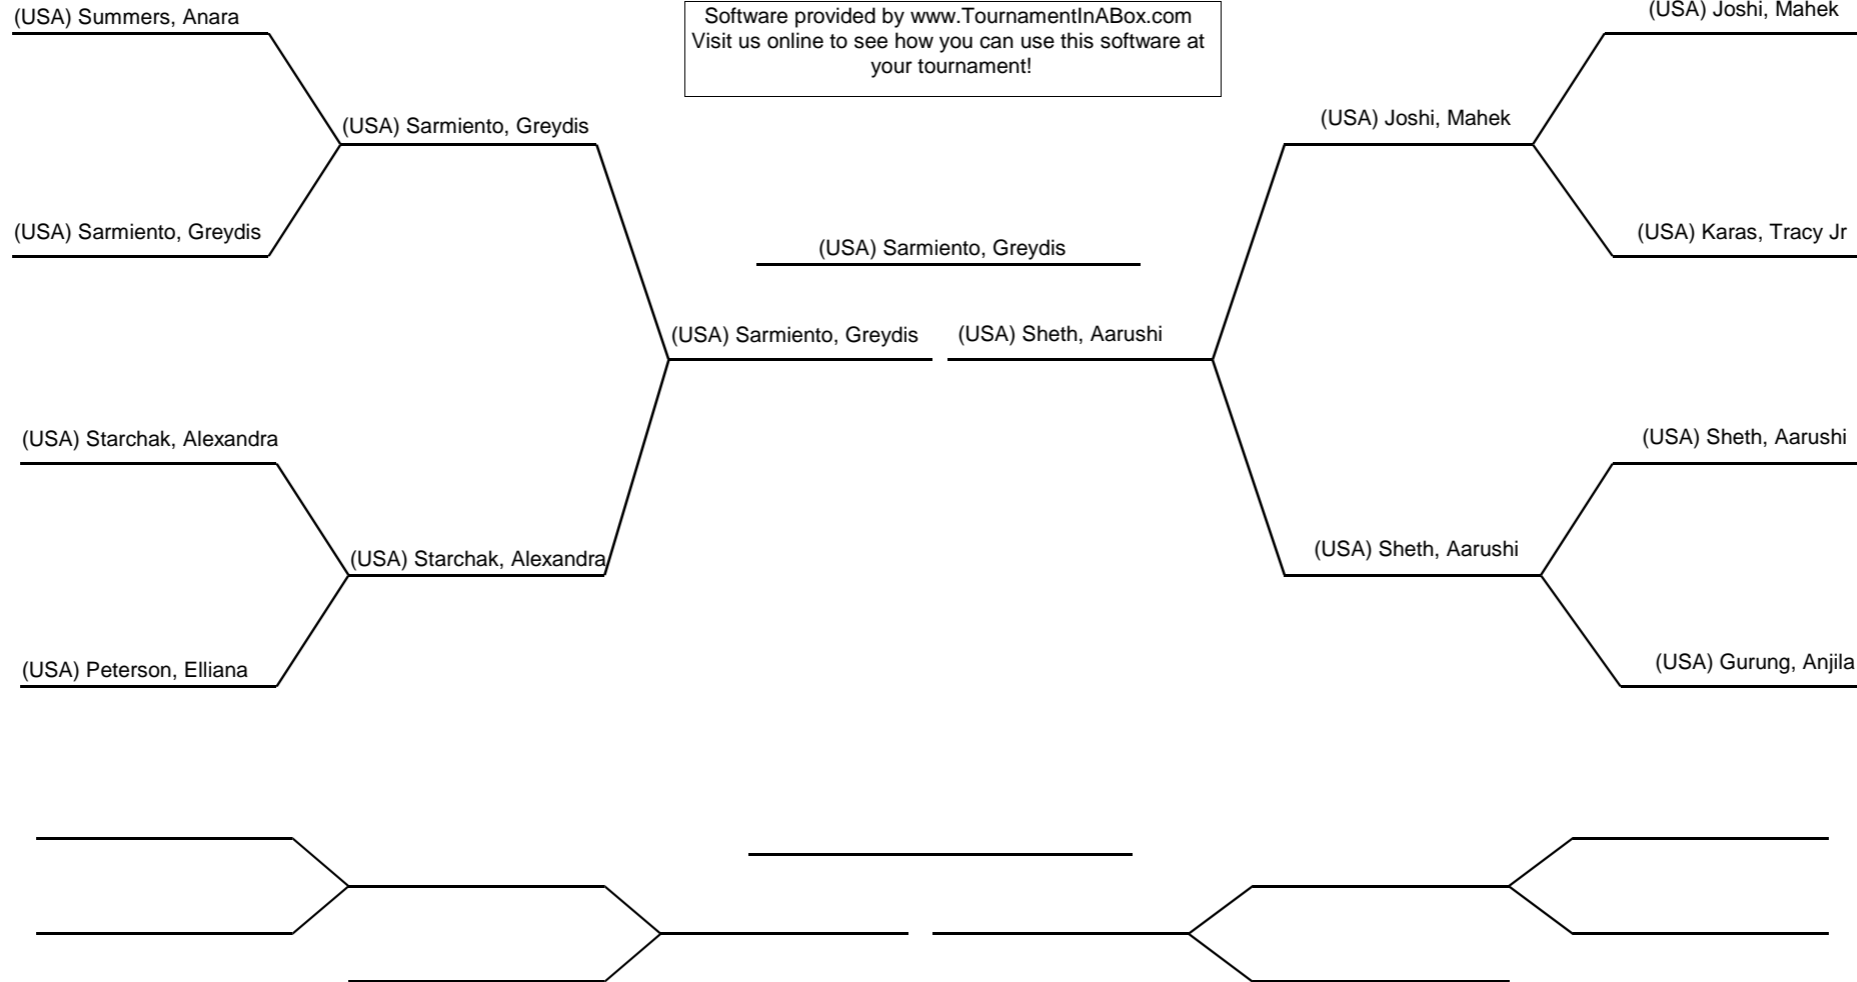 (USA) Summers, Anara
Software provided by www.TournamentInABox.com
Visit us online to see how you can use this software at
your tournament!
(USA) Joshi, Mahek
(USA) Sarmiento, Greydis
(USA) Joshi, Mahek
(USA) Sarmiento, Greydis
(USA) Sarmiento, Greydis
(USA) Karas, Tracy Jr
(USA) Sarmiento, Greydis
(USA) Sheth, Aarushi
(USA) Starchak, Alexandra
(USA) Sheth, Aarushi
(USA) Starchak, Alexandra
(USA) Sheth, Aarushi
(USA) Peterson, Elliana
(USA) Gurung, Anjila